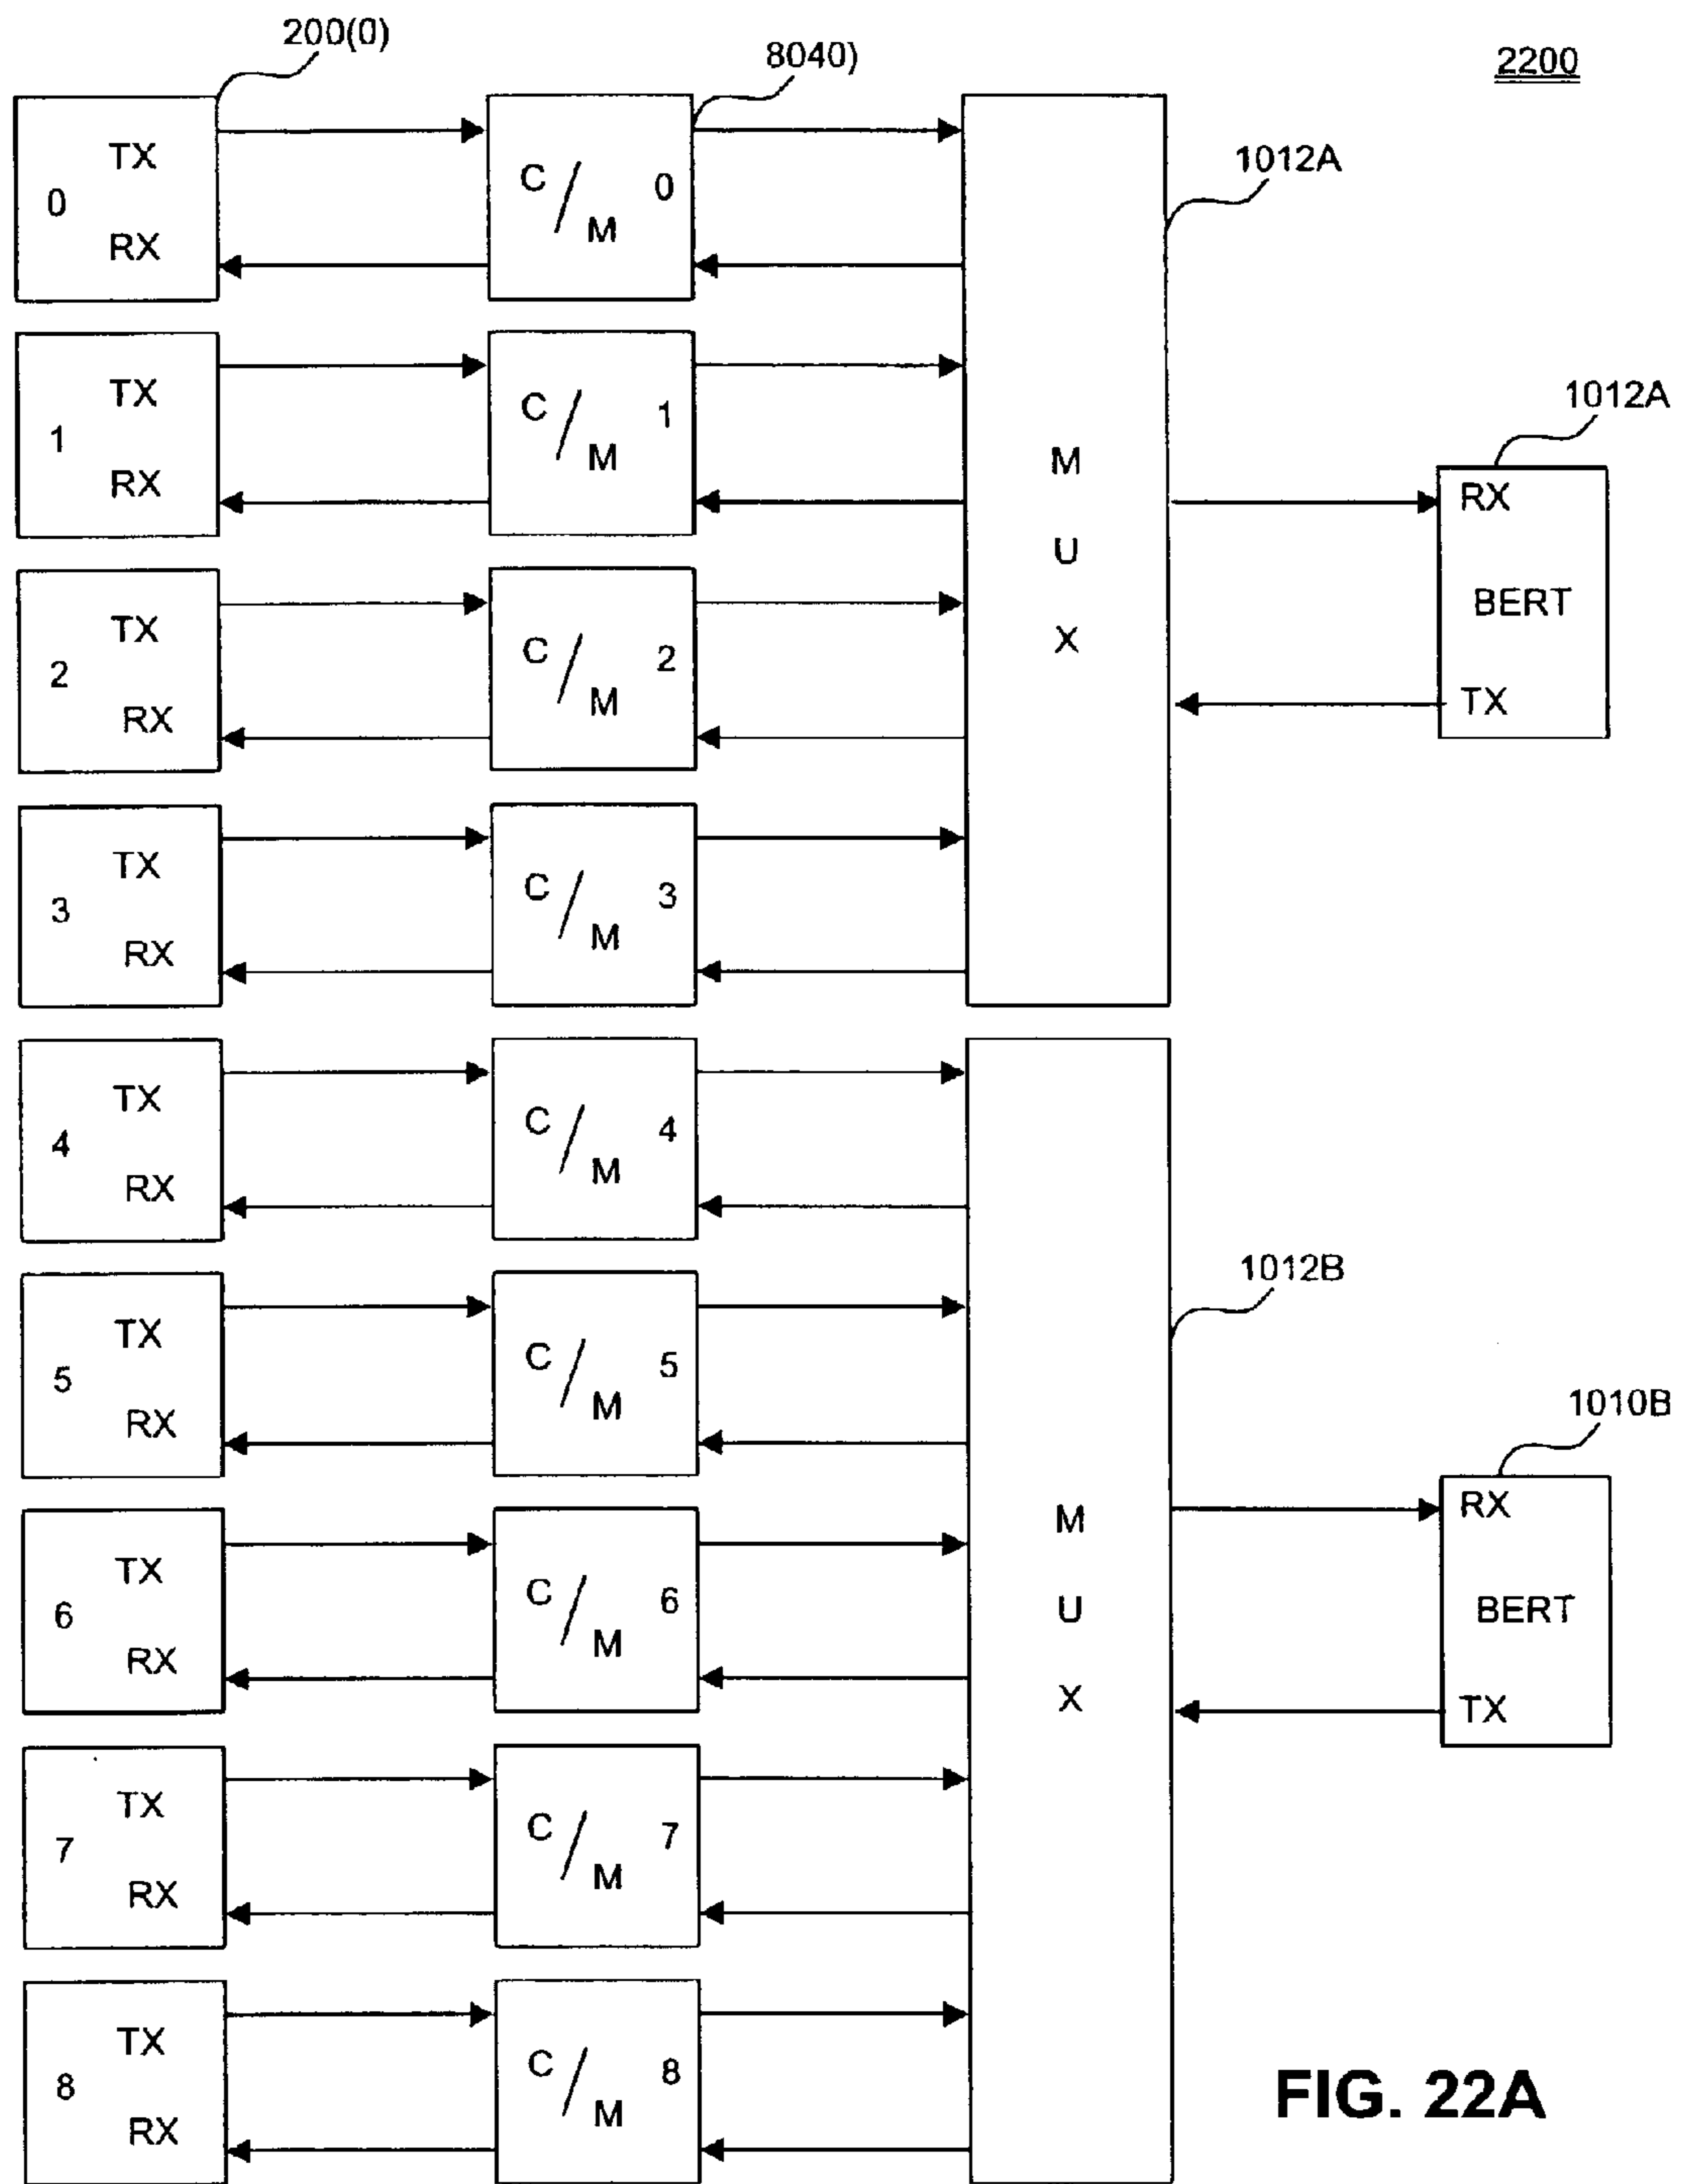 200(0)
8040)
2200
1012A
TX
0
RX
C/M 0
TX
1
RX
C/M 1
TX
2
RX
C/M 2
TX
3
RX
C/M 3
M
U
X
1012A
RX
BERT
TX
TX
4
RX
C/M 4
TX
5
RX
C/M 5
TX
6
RX
C/M 6
TX
7
RX
C/M 7
TX
8
RX
C/M 8
1012B
M
U
X
1010B
RX
BERT
TX
FIG. 22A